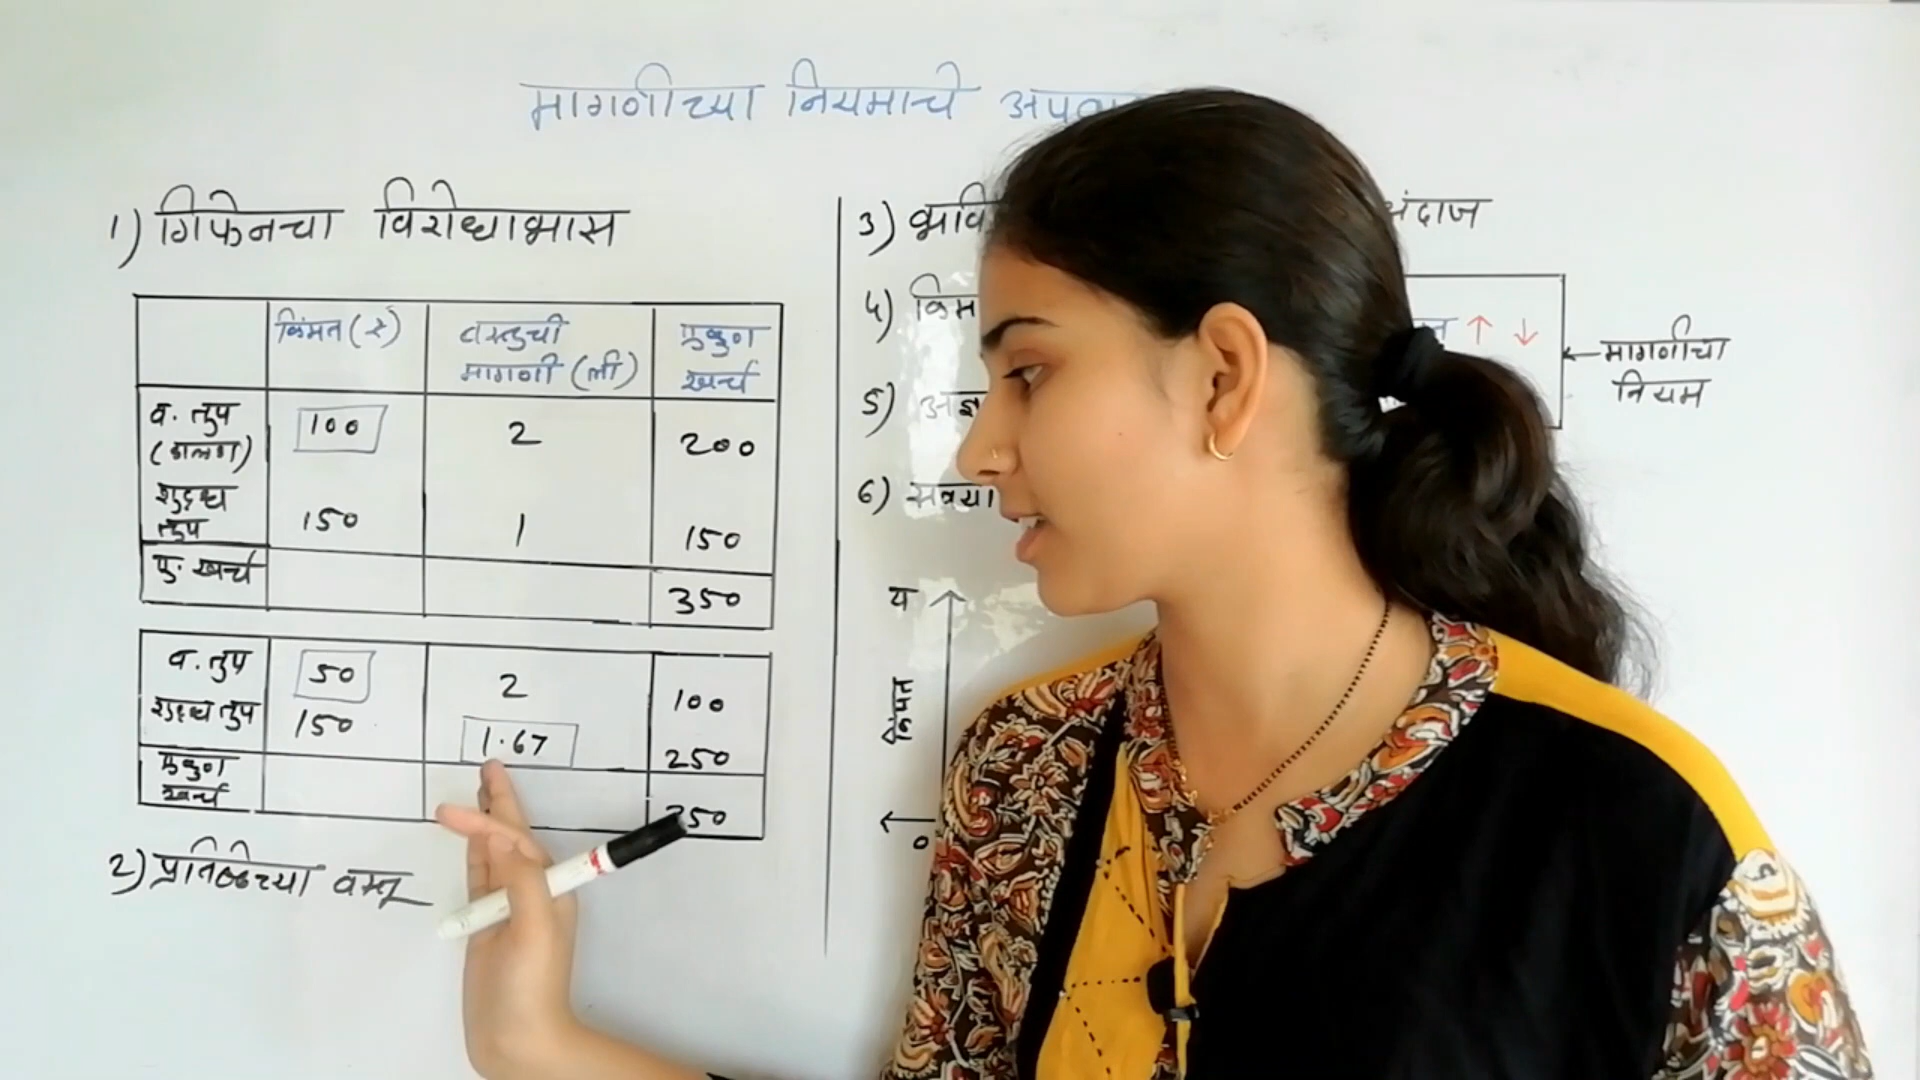 मागणीच्या नियमाचे
1) गिफेनचा विरोधाभास
किंमत (₹) वस्तुची मागणी (ली) एकुण खर्च
व. तुप (डालडा) 100 2 200
शुद्ध तुप 150 1 150
ए. खर्च 350
व. तुप 50 2 100
शुद्ध तुप 150 1.67 250
एकुण खर्च 350
2) प्रतिष्ठेच्या वस्तू
3) अंदाज
4)
5)
6)
↑ ↓
मागणीचा
नियम
य
किंमत
0